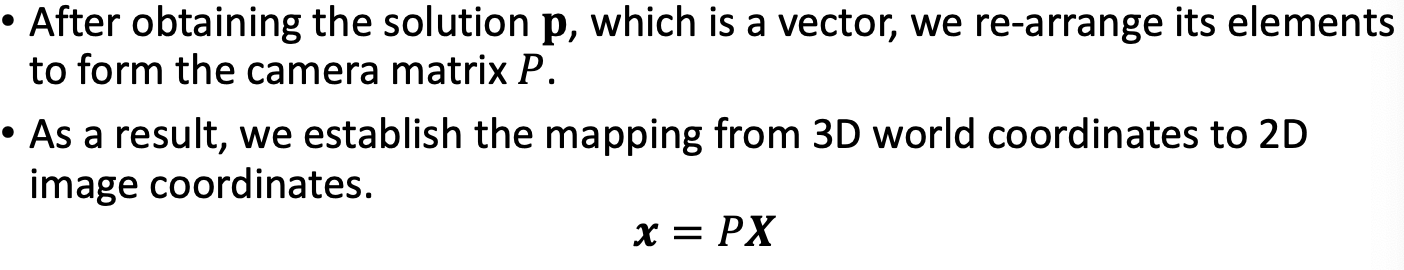 • After obtaining the solution p, which is a vector, we re-arrange its elements
to form the camera matrix P.
• As a result, we establish the mapping from 3D world coordinates to 2D
image coordinates.
x = PX